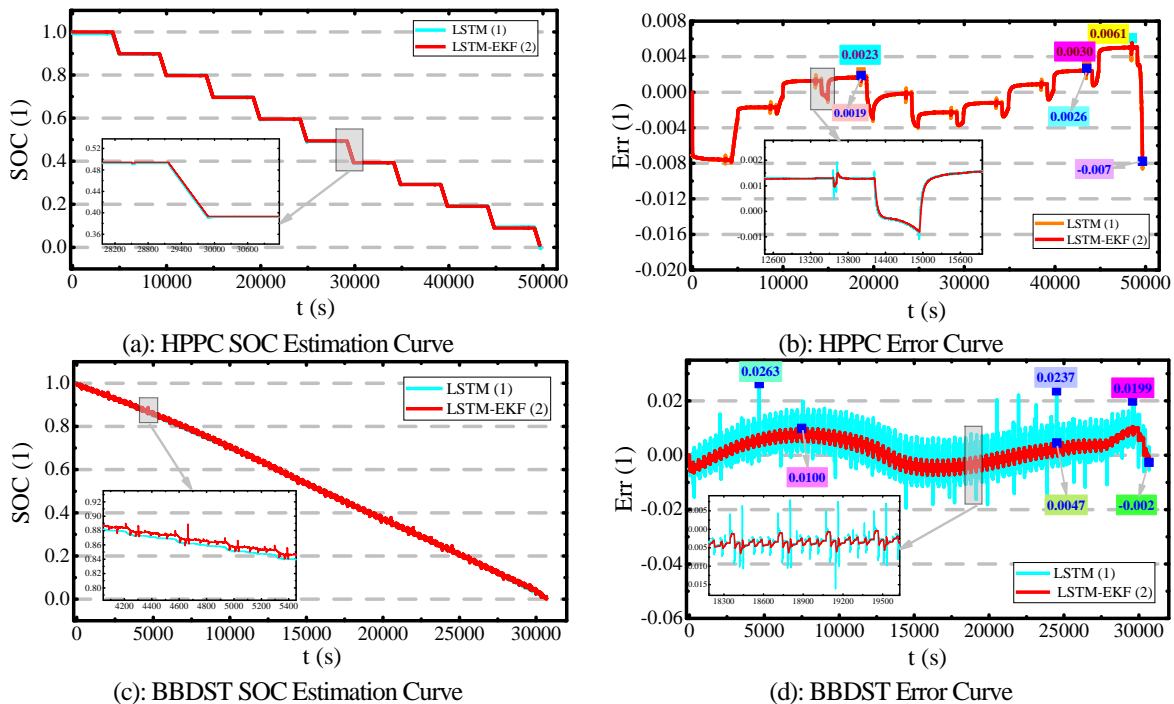 1.0
0.8
0.6
0.4
0.2
0.0
SOC (1)
LSTM (1)
LSTM-EKF (2)
0.52
0.48
0.44
0.40
0.36
28200 28800 29400 30000 30600
0 10000 20000 30000 40000 50000
t (s)
(a): HPPC SOC Estimation Curve
0.008
0.004
0.000
-0.004
-0.008
-0.012
-0.016
-0.020
Err (1)
0.0023
0.0019
0.0030
0.0061
0.0026
-0.007
LSTM (1)
LSTM-EKF (2)
0.002
0.001
0.000
-0.001
12600 13200 13800 14400 15000 15600
0 10000 20000 30000 40000 50000
t (s)
(b): HPPC Error Curve
1.0
0.8
0.6
0.4
0.2
0.0
SOC (1)
LSTM (1)
LSTM-EKF (2)
0.92
0.90
0.88
0.86
0.84
0.82
0.80
4200 4400 4600 4800 5000 5200 5400
0 5000 10000 15000 20000 25000 30000
t (s)
(c): BBDST SOC Estimation Curve
0.02
0.00
-0.02
-0.04
-0.06
Err (1)
0.0263
0.0237
0.0199
0.0100
0.0047
-0.002
0.005
0.000
0.005
0.010
0.015
18300 18600 18900 19200 19500
LSTM (1)
LSTM-EKF (2)
0 5000 10000 15000 20000 25000 30000
t (s)
(d): BBDST Error Curve